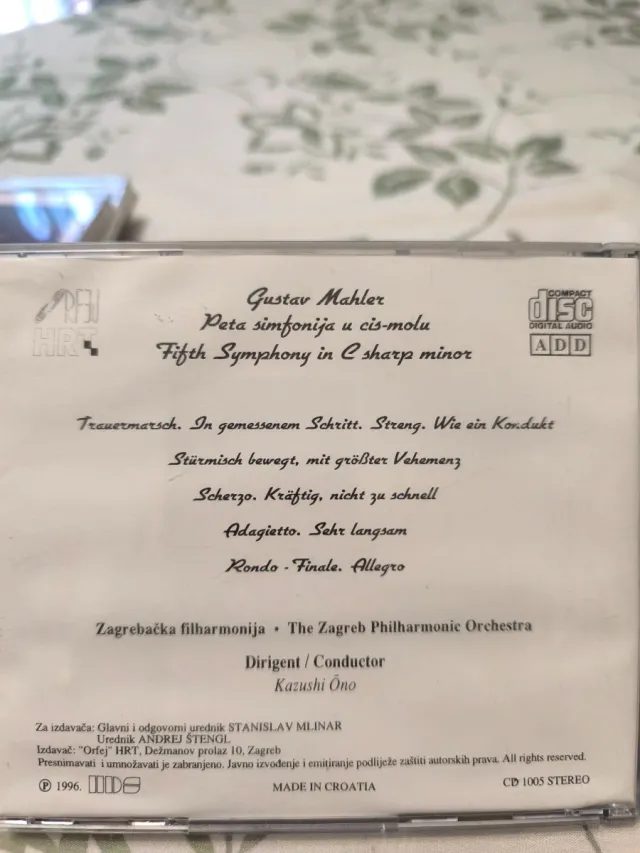 ORFEJ
HRT
COMPACT
disc
DIGITAL AUDIO
ADD
Gustav Mahler
Peta simfonija u cis-molu
Fifth Symphony in C sharp minor
Trauermarsch. In gemessenem Schritt. Streng. Wie ein Kondukt
Stürmisch bewegt, mit größter Vehemenz
Scherzo. Kräftig, nicht zu schnell
Adagietto. Sehr langsam
Rondo - Finale. Allegro
Zagrebačka filharmonija • The Zagreb Philharmonic Orchestra
Dirigent / Conductor
Kazushi Ōno
Za izdavača: Glavni i odgovorni urednik STANISLAV MLINAR
Urednik ANDREJ ŠTENGL
Izdavač: "Orfej" HRT, Dežmanov prolaz 10, Zagreb
Presnimavati i umnožavati je zabranjeno. Javno izvođenje i emitiranje podliježe zaštiti autorskih prava. All rights reserved.
℗ 1996.
MADE IN CROATIA
CD 1005 STEREO